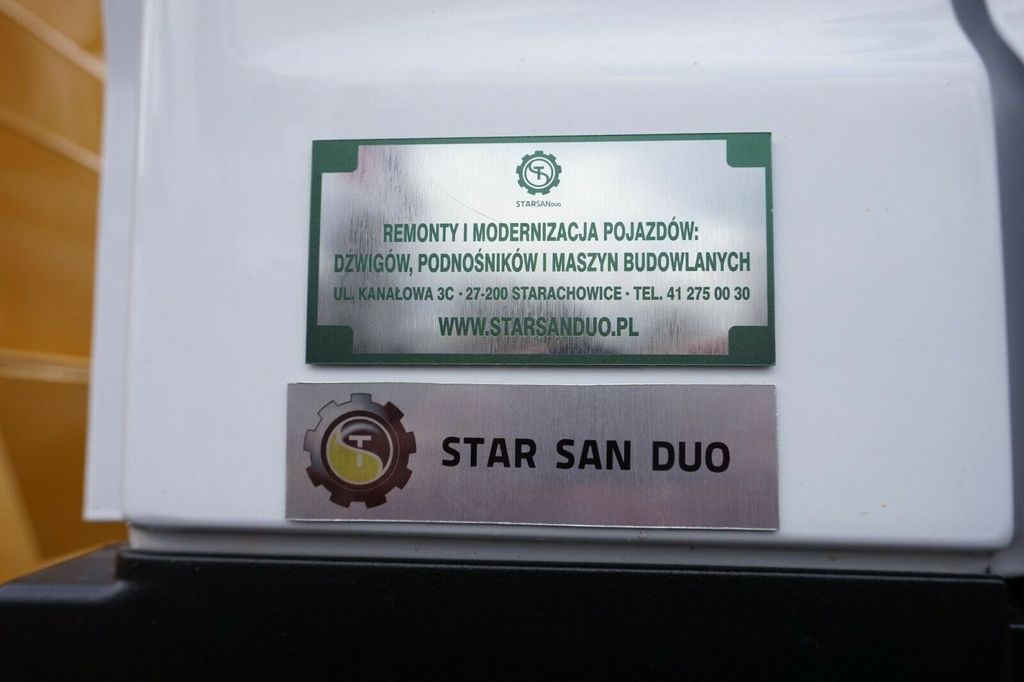 STARSANDUO
REMONTY I MODERNIZACJA POJAZDÓW:
DŹWIGÓW, PODNOŚNIKÓW I MASZYN BUDOWLANYCH
UL. KANAŁOWA 3C · 27-200 STARACHOWICE · TEL. 41 275 00 30
WWW.STARSANDUO.PL
STAR SAN DUO